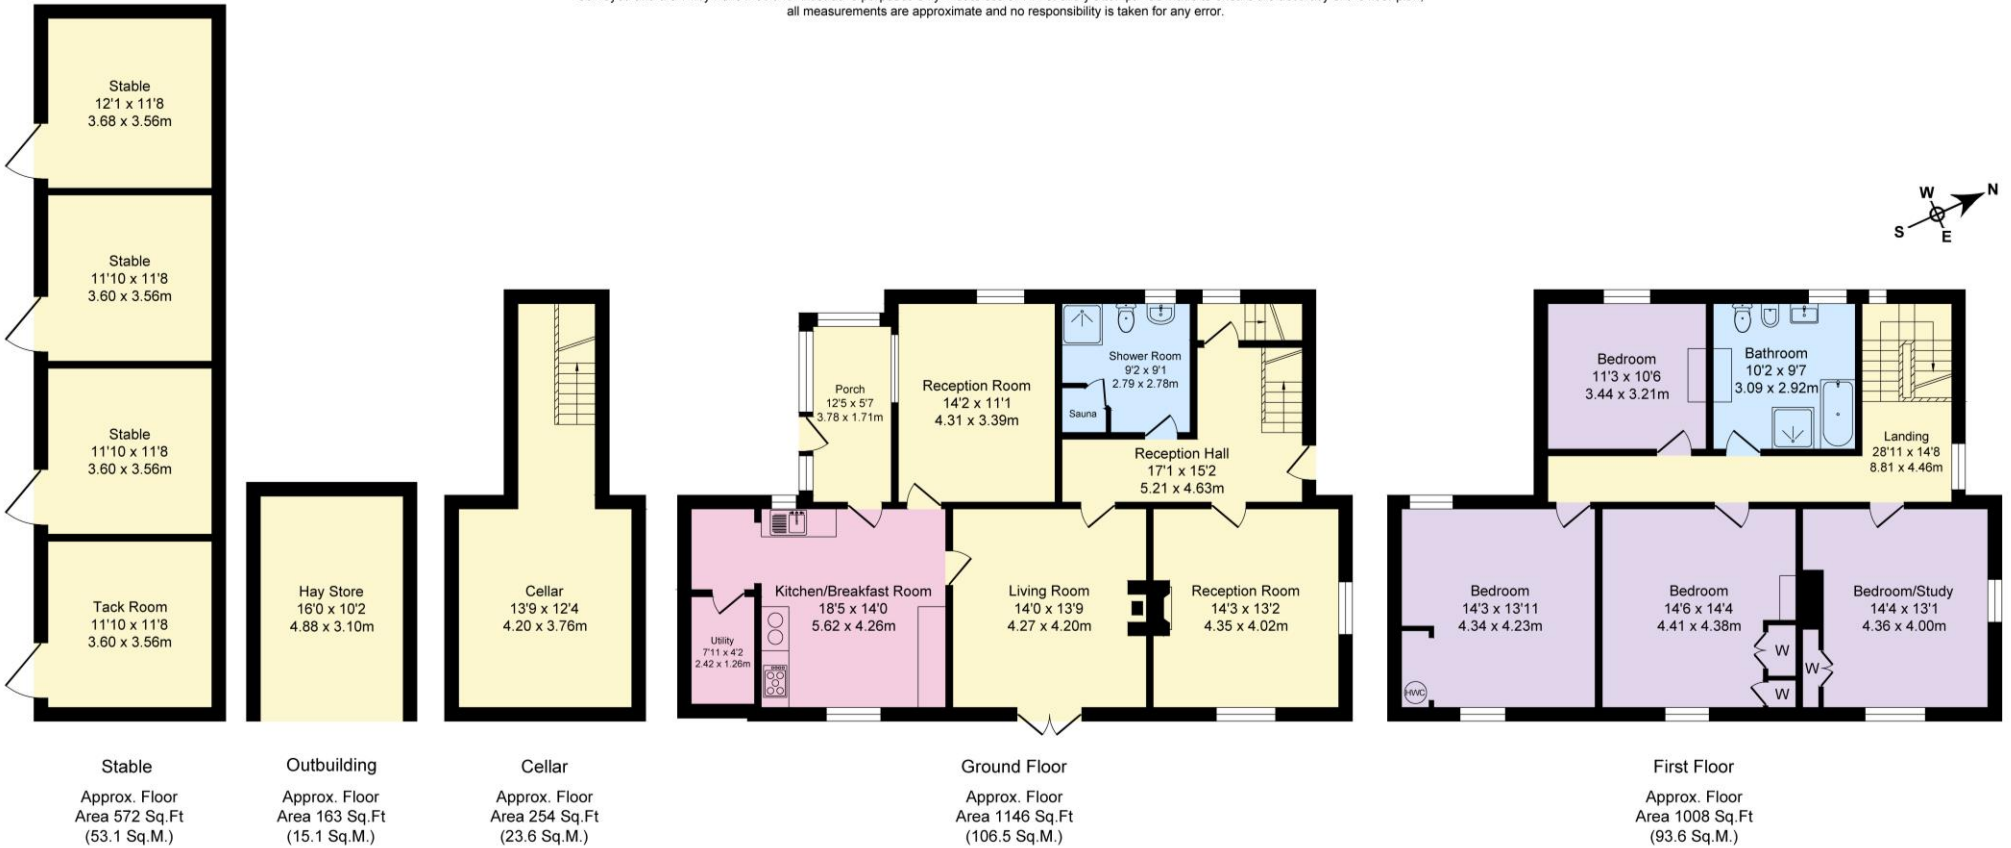 all measurements are approximate and no responsibility is taken for any error.
Stable
12'1 x 11'8
3.68 x 3.56m
Stable
11'10 x 11'8
3.60 x 3.56m
Stable
11'10 x 11'8
3.60 x 3.56m
Tack Room
11'10 x 11'8
3.60 x 3.56m
Hay Store
16'0 x 10'2
4.88 x 3.10m
Cellar
13'9 x 12'4
4.20 x 3.76m
Porch
12'5 x 5'7
3.78 x 1.71m
Reception Room
14'2 x 11'1
4.31 x 3.39m
Shower Room
9'2 x 9'1
2.79 x 2.78m
Sauna
Reception Hall
17'1 x 15'2
5.21 x 4.63m
Kitchen/Breakfast Room
18'5 x 14'0
5.62 x 4.26m
Utility
7'11 x 4'2
2.42 x 1.26m
Living Room
14'0 x 13'9
4.27 x 4.20m
Reception Room
14'3 x 13'2
4.35 x 4.02m
W
N
S
E
Bedroom
11'3 x 10'6
3.44 x 3.21m
Bathroom
10'2 x 9'7
3.09 x 2.92m
Landing
28'11 x 14'8
8.81 x 4.46m
Bedroom
14'3 x 13'11
4.34 x 4.23m
HWC
Bedroom
14'6 x 14'4
4.41 x 4.38m
W
W
W
Bedroom/Study
14'4 x 13'1
4.36 x 4.00m
Stable
Approx. Floor
Area 572 Sq.Ft
(53.1 Sq.M.)
Outbuilding
Approx. Floor
Area 163 Sq.Ft
(15.1 Sq.M.)
Cellar
Approx. Floor
Area 254 Sq.Ft
(23.6 Sq.M.)
Ground Floor
Approx. Floor
Area 1146 Sq.Ft
(106.5 Sq.M.)
First Floor
Approx. Floor
Area 1008 Sq.Ft
(93.6 Sq.M.)